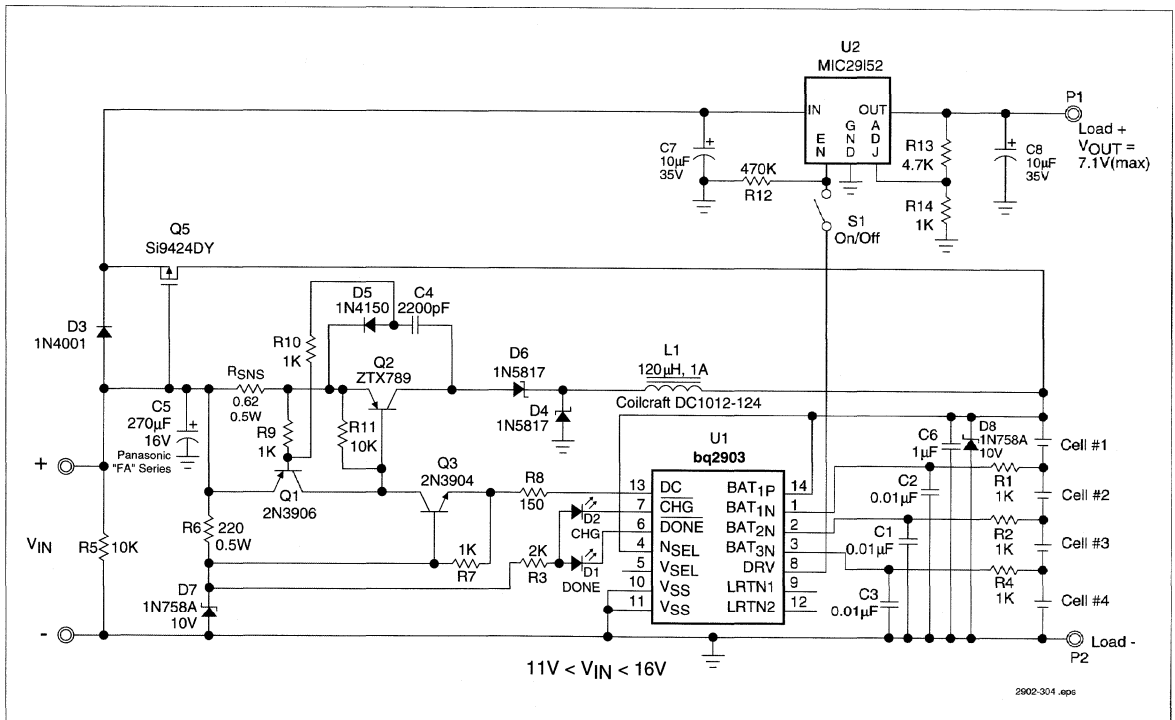 U2
MIC29I52
IN
OUT
EN
GND
ADJ
P1
Load +
VOUT =
7.1V(max)
C7
10µF
35V
+
470K
R12
R13
4.7K
R14
1K
C8
10µF
35V
+
S1
On/Off
Q5
Si9424DY
D3
1N4001
R10
1K
D5
1N4150
C4
2200pF
Q2
ZTX789
D6
1N5817
L1
120µH, 1A
Coilcraft DC1012-124
RSNS
0.62
0.5W
C5
270µF
16V
+
Panasonic
"FA" Series
R9
1K
R11
10K
D4
1N5817
Q1
2N3906
Q3
2N3904
R8
150
U1
bq2903
13 DC
7 CHG
6 DONE
4 NSEL
5 VSEL
10 VSS
11 VSS
BAT1P 14
BAT1N 1
BAT2N 2
BAT3N 3
DRV 8
LRTN1 9
LRTN2 12
C6
1µF
D8
1N758A
10V
Cell #1
Cell #2
Cell #3
Cell #4
R1
1K
R2
1K
R4
1K
C2
0.01µF
C1
0.01µF
C3
0.01µF
D2
CHG
D1
DONE
+
VIN
-
R5
10K
R6
220
0.5W
1K
R7
2K
R3
D7
1N758A
10V
Load -
P2
11V < VIN < 16V
2902-304 .eps